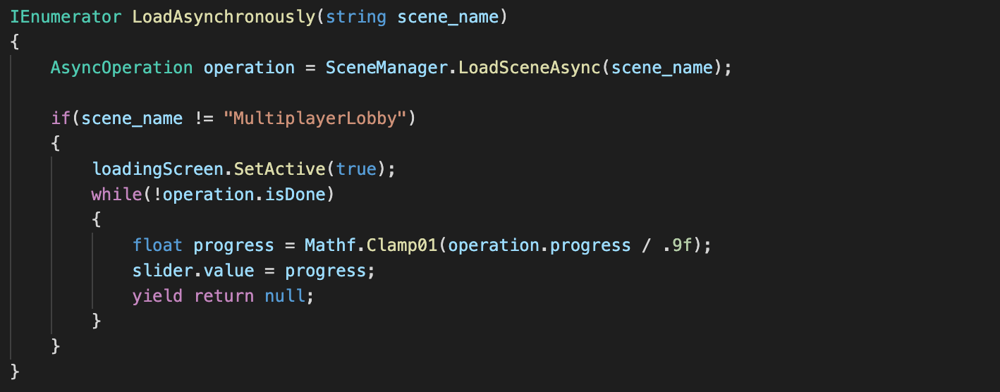 IEnumerator LoadAsynchronously(string scene_name)
{
    AsyncOperation operation = SceneManager.LoadSceneAsync(scene_name);

    if(scene_name != "MultiplayerLobby")
    {
        loadingScreen.SetActive(true);
        while(!operation.isDone)
        {
            float progress = Mathf.Clamp01(operation.progress / .9f);
            slider.value = progress;
            yield return null;
        }
    }
}